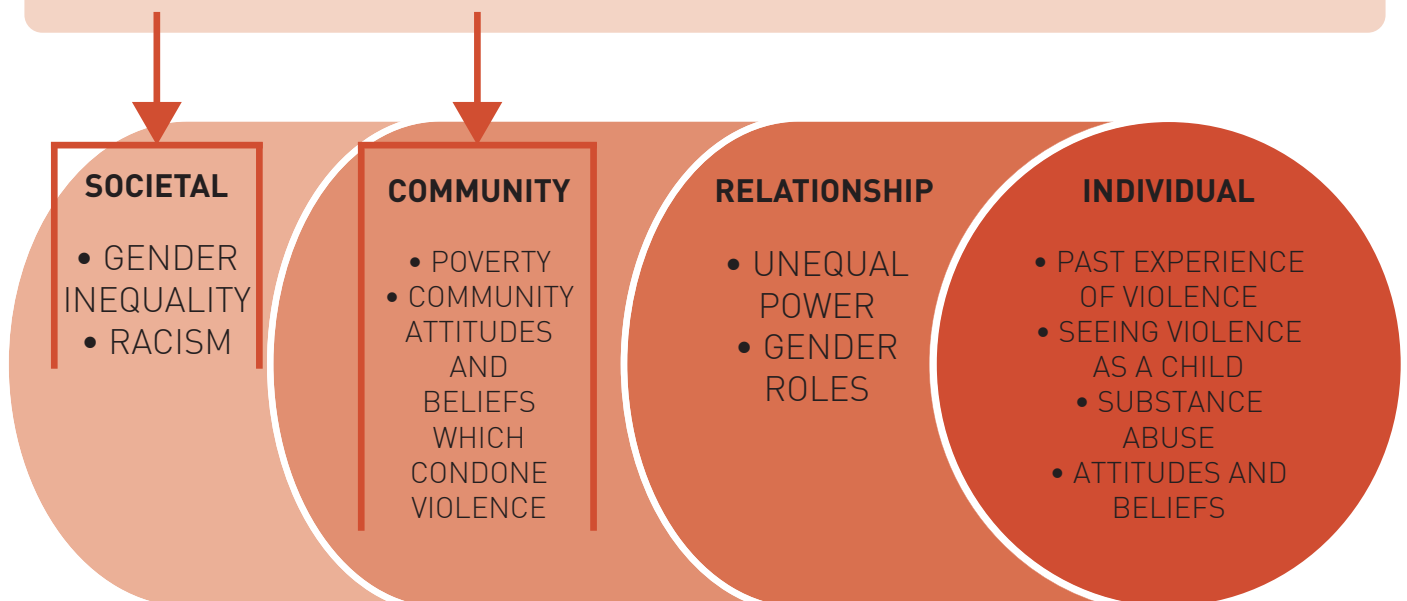 SOCIETAL
• GENDER
INEQUALITY
• RACISM
COMMUNITY
• POVERTY
• COMMUNITY
ATTITUDES
AND
BELIEFS
WHICH
CONDONE
VIOLENCE
RELATIONSHIP
• UNEQUAL
POWER
• GENDER
ROLES
INDIVIDUAL
• PAST EXPERIENCE
OF VIOLENCE
• SEEING VIOLENCE
AS A CHILD
• SUBSTANCE
ABUSE
• ATTITUDES AND
BELIEFS